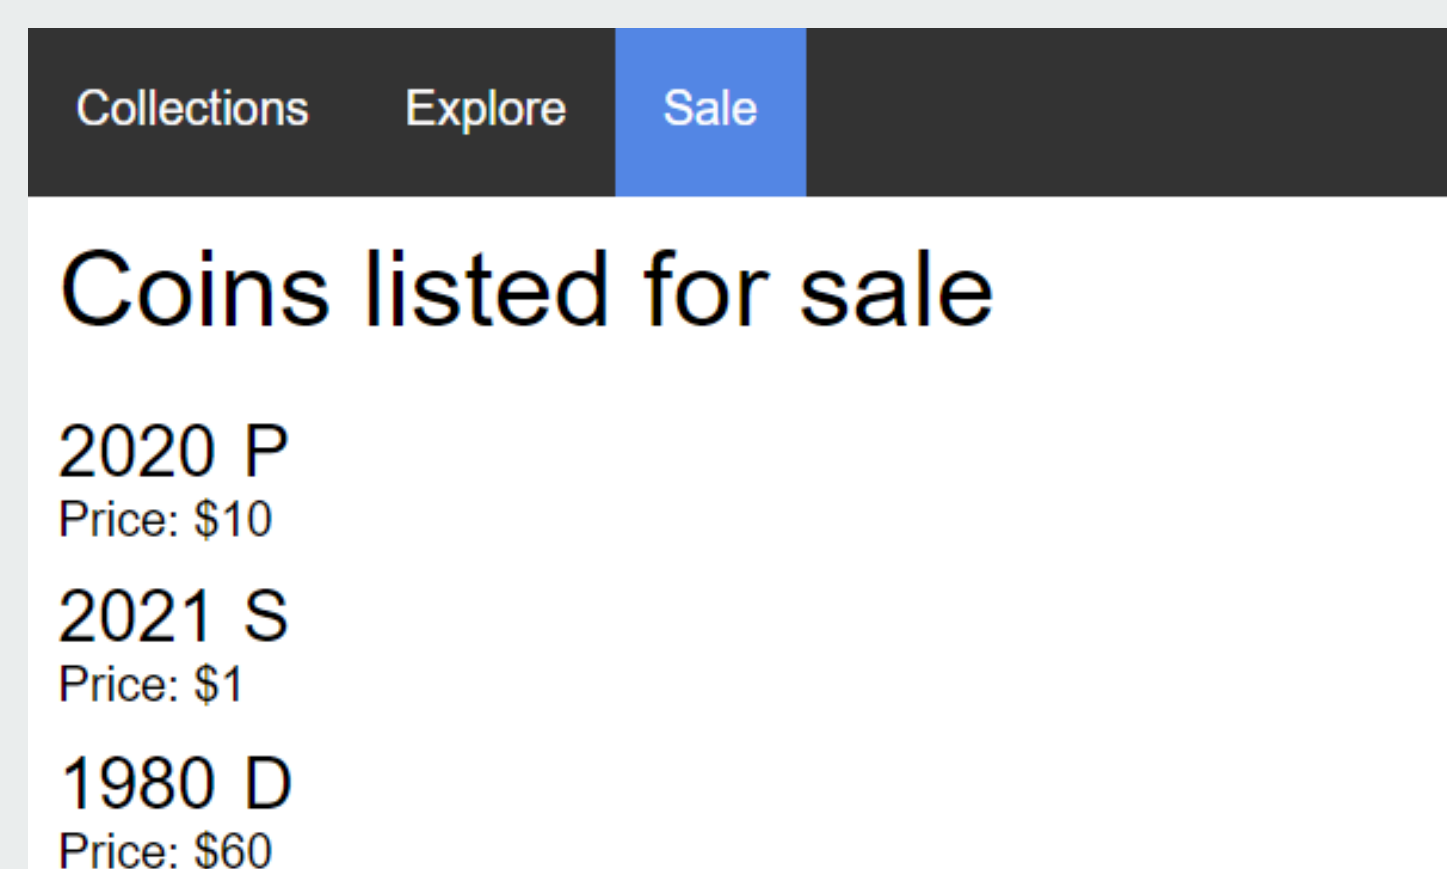 Collections Explore Sale
Coins listed for sale
2020 P
Price: $10
2021 S
Price: $1
1980 D
Price: $60